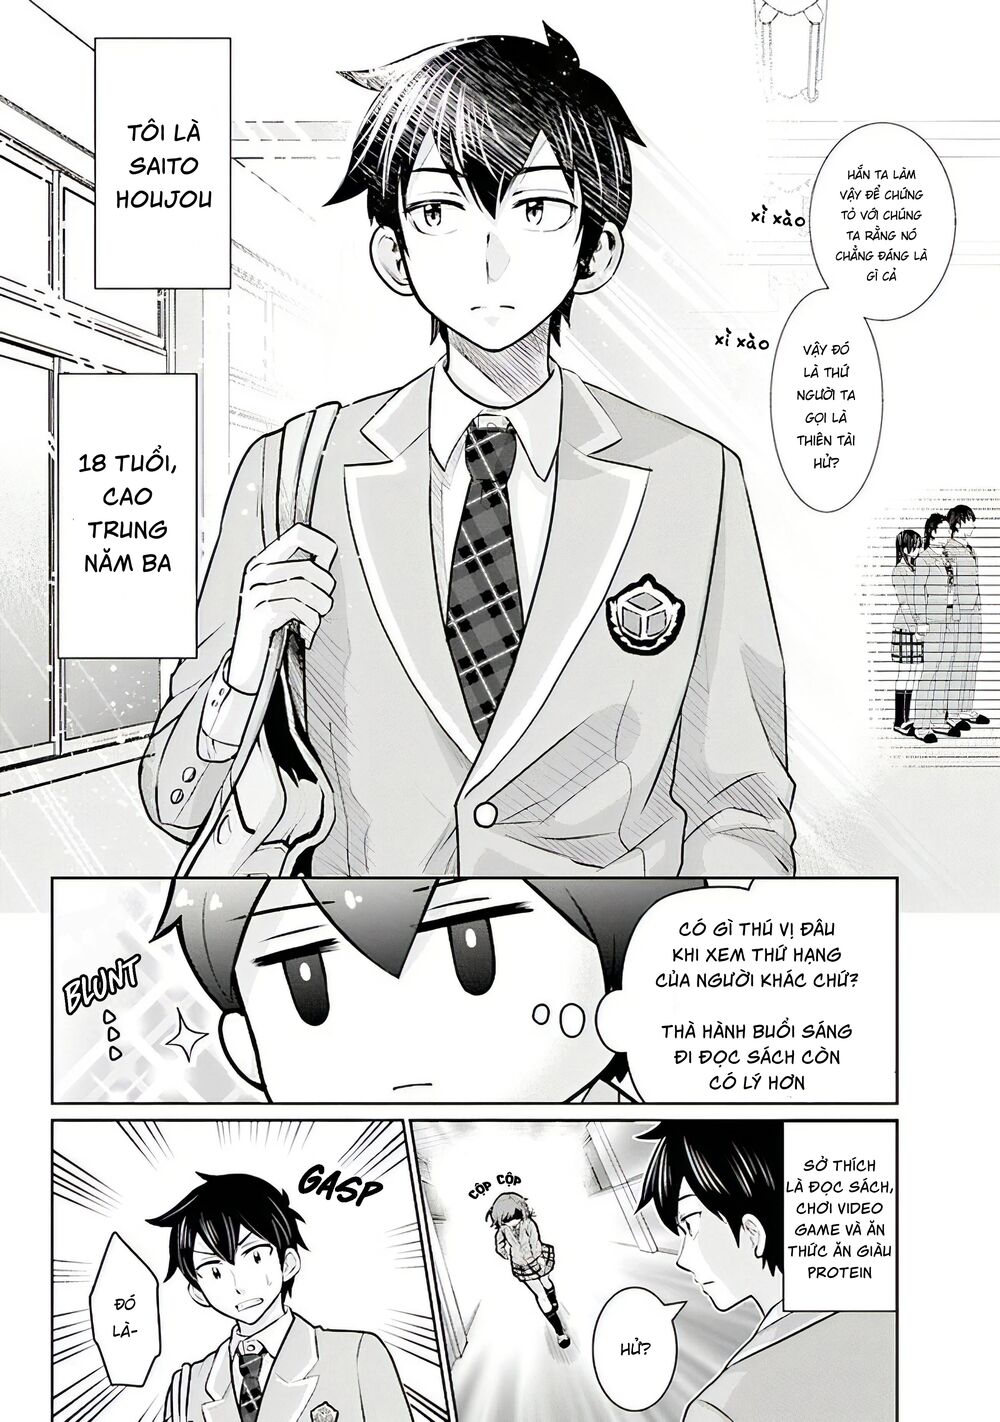 HẮN TA LÀM
VẬY ĐỂ CHỨNG
TỎ VỚI CHÚNG
TA RẰNG NÓ
CHẲNG ĐÁNG LÀ
GÌ CẢ
XÌ XÀO
VẬY ĐÓ
LÀ THỨ
NGƯỜI TA
GỌI LÀ
THIÊN TÀI
HỬ?
XÌ XÀO
TÔI LÀ
SAITO
HOUJOU
18 TUỔI,
CAO
TRUNG
NĂM BA
CÓ GÌ THÚ VỊ ĐÂU
KHI XEM THỨ HẠNG
CỦA NGƯỜI KHÁC CHỨ?
THÀ HÀNH BUỔI SÁNG
ĐI ĐỌC SÁCH CÒN
CÓ LÝ HƠN
BLUNT
SỞ THÍCH
LÀ ĐỌC SÁCH,
CHƠI VIDEO
GAME VÀ ĂN
THỨC ĂN GIÀU
PROTEIN
CỘP CỘP
HỬ?
GASP
ĐÓ
LÀ-